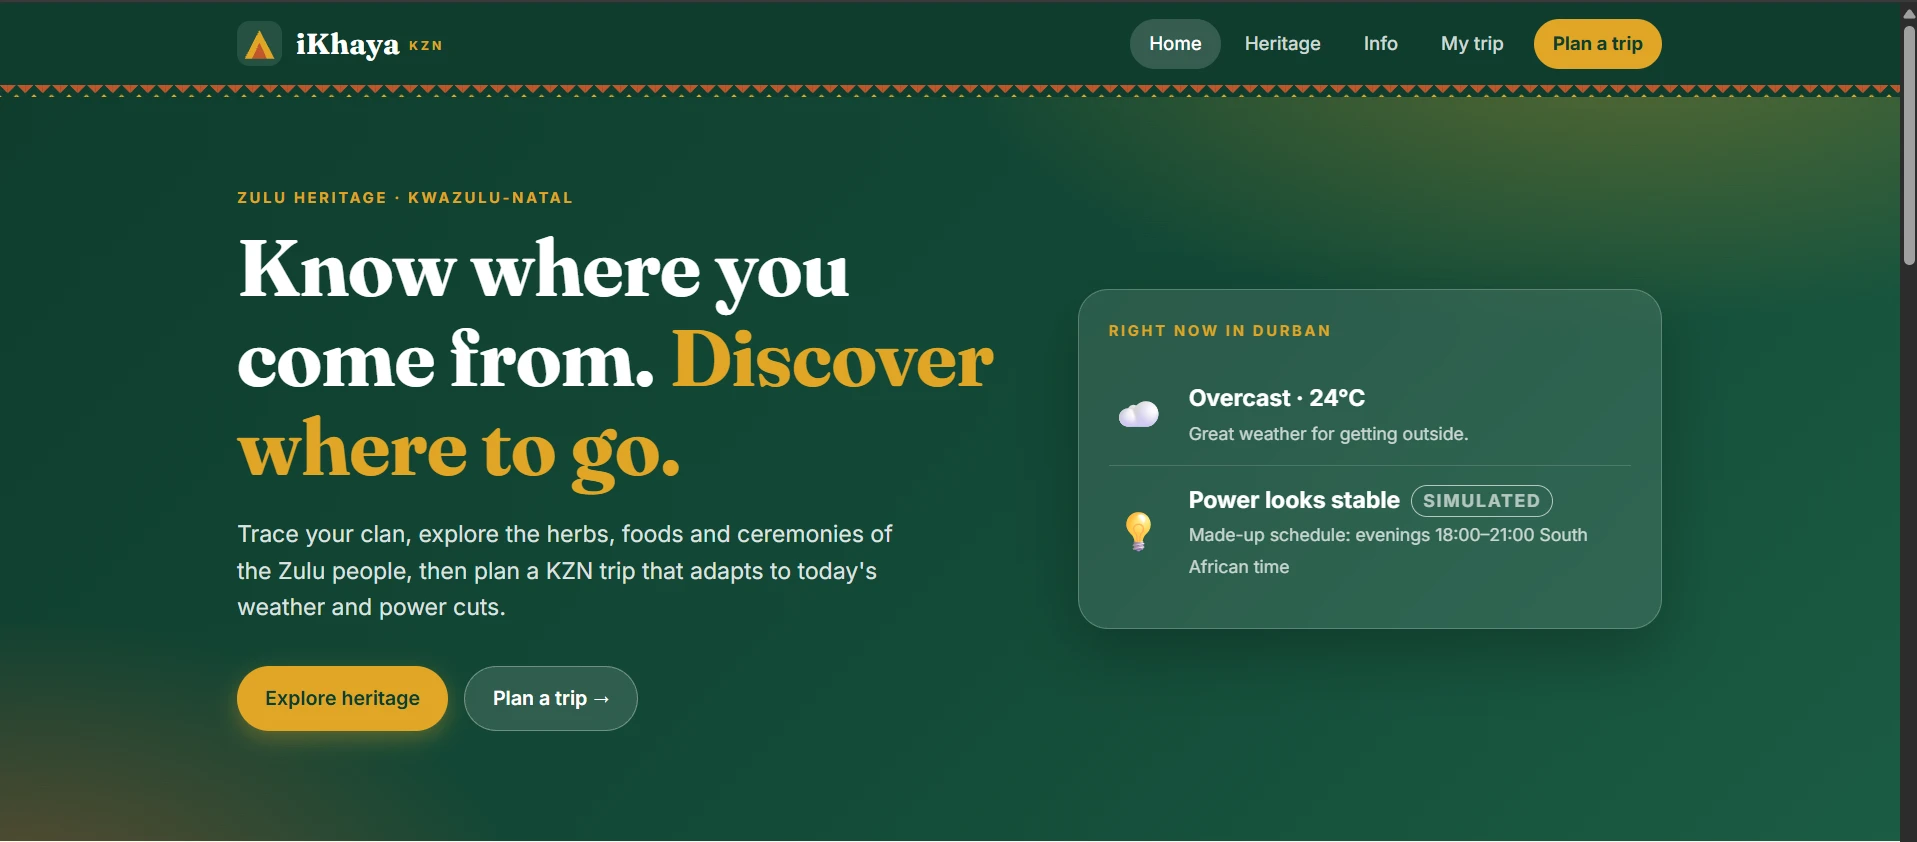 iKhaya KZN
Home Heritage Info My trip Plan a trip
ZULU HERITAGE · KWAZULU-NATAL
Know where you
come from. Discover
where to go.
Trace your clan, explore the herbs, foods and ceremonies of
the Zulu people, then plan a KZN trip that adapts to today's
weather and power cuts.
Explore heritage Plan a trip →
RIGHT NOW IN DURBAN
Overcast · 24°C
Great weather for getting outside.
Power looks stable SIMULATED
Made-up schedule: evenings 18:00–21:00 South
African time